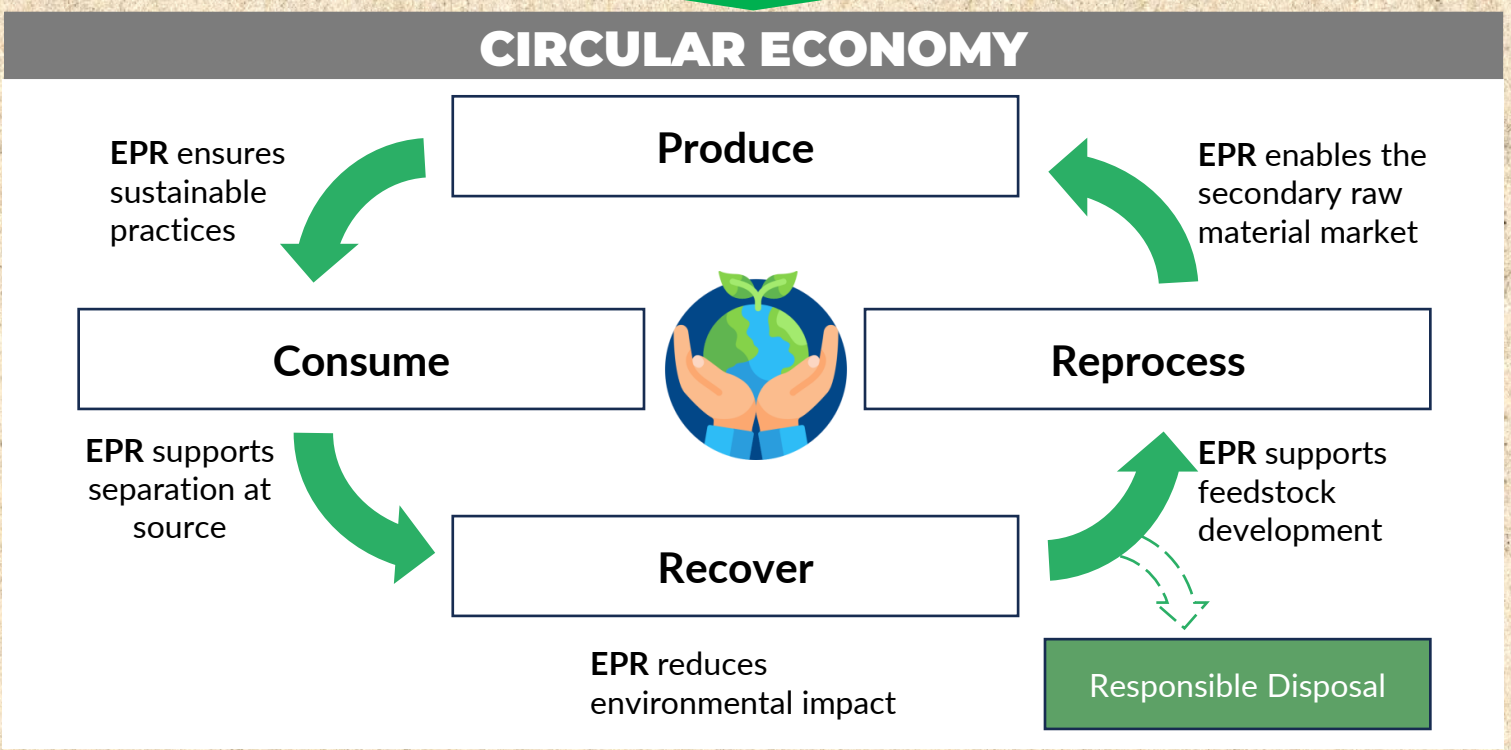 CIRCULAR ECONOMY
Produce
EPR ensures
sustainable
practices
EPR enables the
secondary raw
material market
Consume
Reprocess
EPR supports
separation at
source
EPR supports
feedstock
development
Recover
EPR reduces
environmental impact
Responsible Disposal